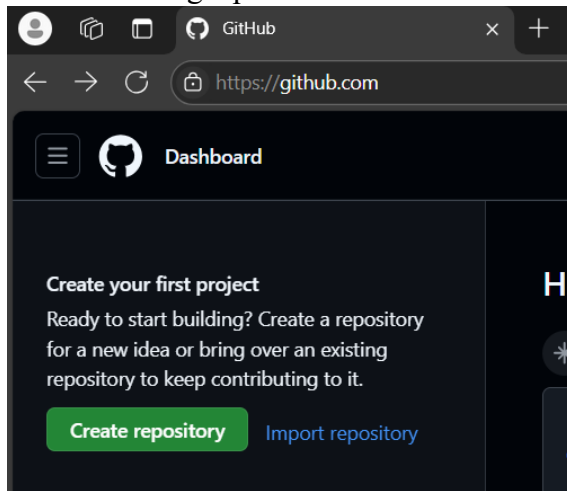 GitHub
https://github.com
Dashboard
Create your first project
Ready to start building? Create a repository
for a new idea or bring over an existing
repository to keep contributing to it.
Create repository
Import repository
H